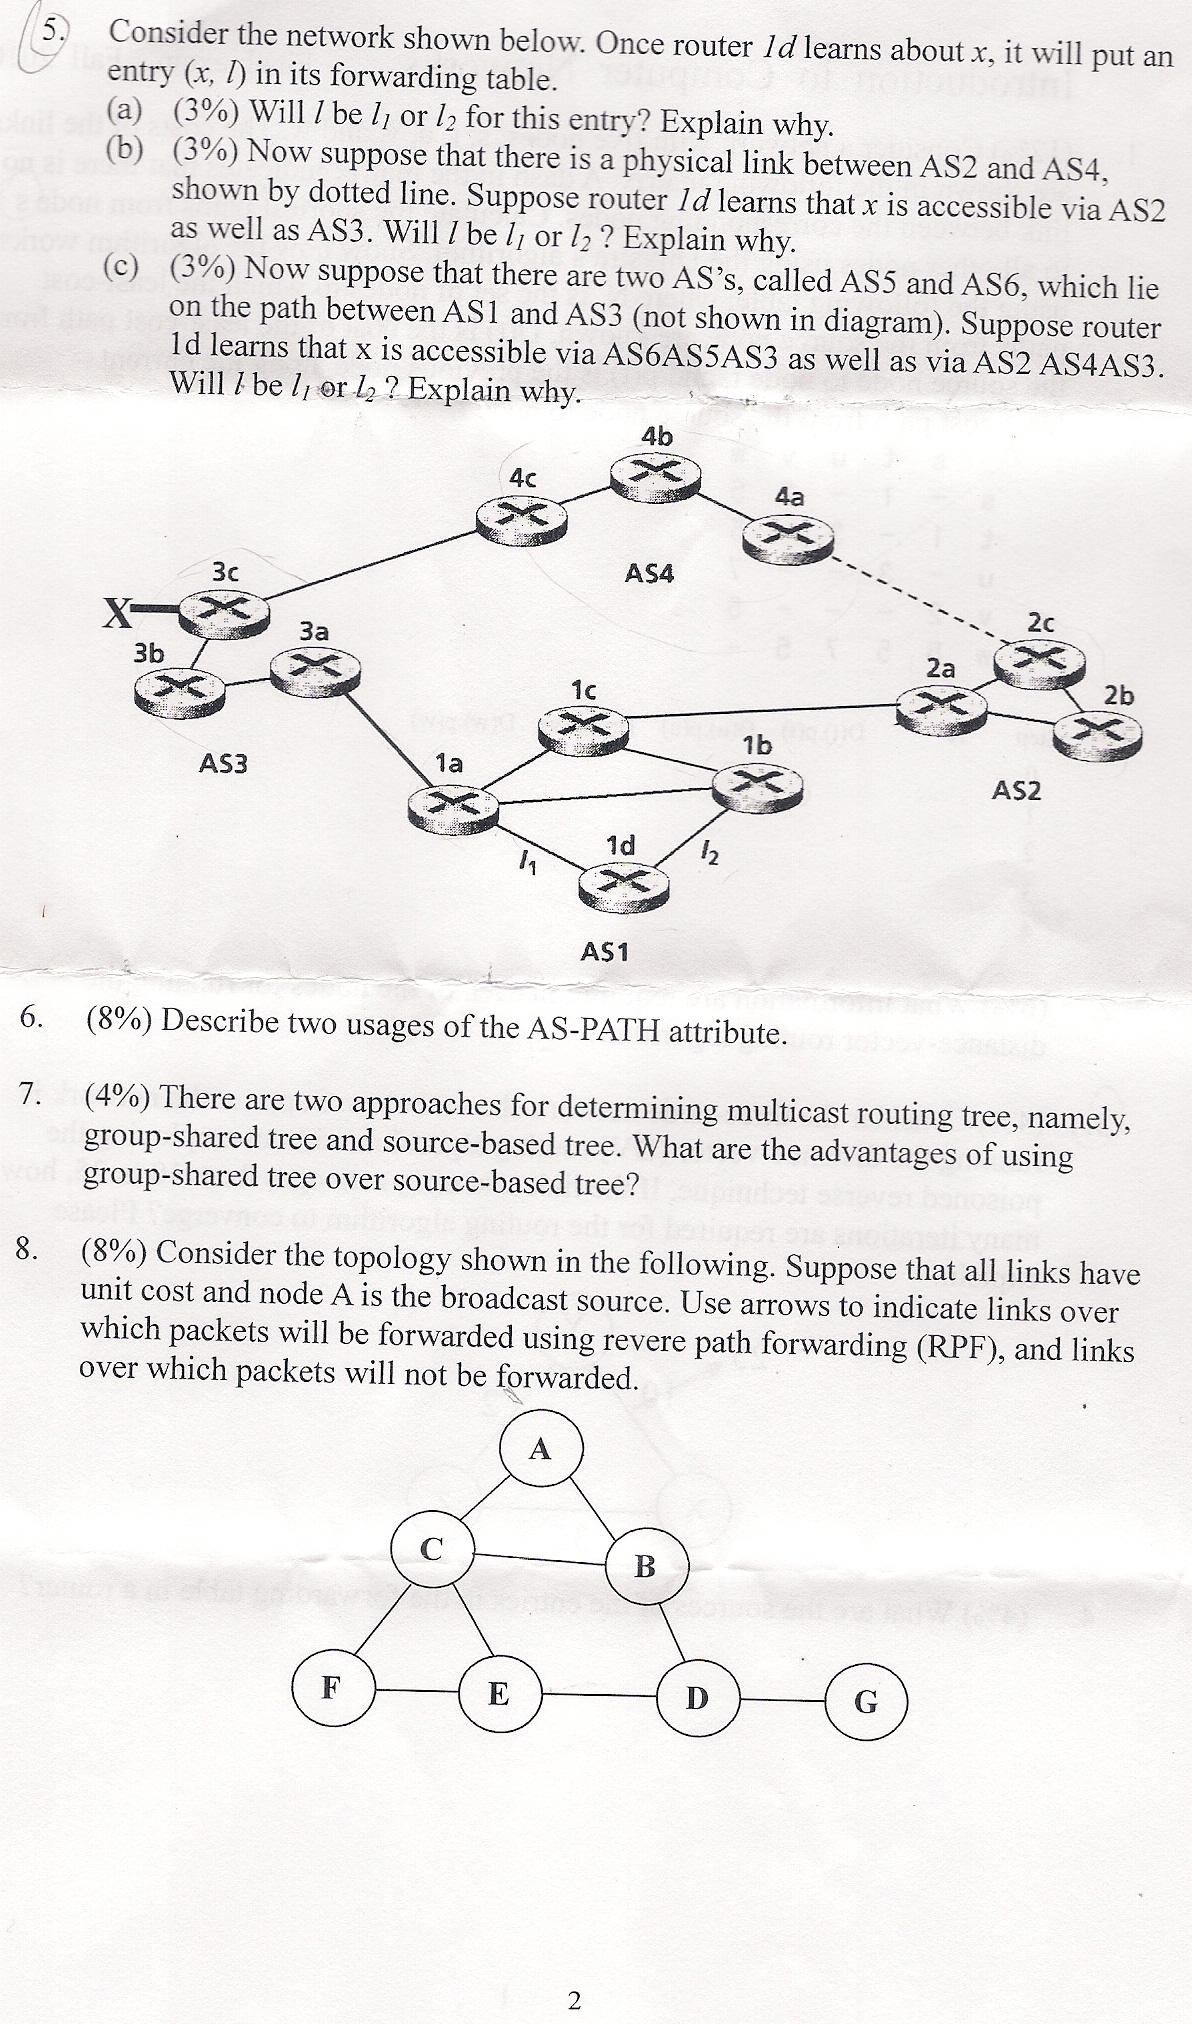 5. Consider the network shown below. Once router 1d learns about x, it will put an
entry (x, l) in its forwarding table.
(a) (3%) Will l be l1 or l2 for this entry? Explain why.
(b) (3%) Now suppose that there is a physical link between AS2 and AS4,
shown by dotted line. Suppose router 1d learns that x is accessible via AS2
as well as AS3. Will l be l1 or l2 ? Explain why.
(c) (3%) Now suppose that there are two AS's, called AS5 and AS6, which lie
on the path between AS1 and AS3 (not shown in diagram). Suppose router
1d learns that x is accessible via AS6AS5AS3 as well as via AS2 AS4AS3.
Will l be l1 or l2 ? Explain why.
4b
4c
4a
AS4
3c
X
3a
3b
2c
2a
2b
1c
1b
AS3
1a
AS2
1d
l1
l2
AS1
6. (8%) Describe two usages of the AS-PATH attribute.
7. (4%) There are two approaches for determining multicast routing tree, namely,
group-shared tree and source-based tree. What are the advantages of using
group-shared tree over source-based tree?
8. (8%) Consider the topology shown in the following. Suppose that all links have
unit cost and node A is the broadcast source. Use arrows to indicate links over
which packets will be forwarded using revere path forwarding (RPF), and links
over which packets will not be forwarded.
A
C
B
F
E
D
G
2